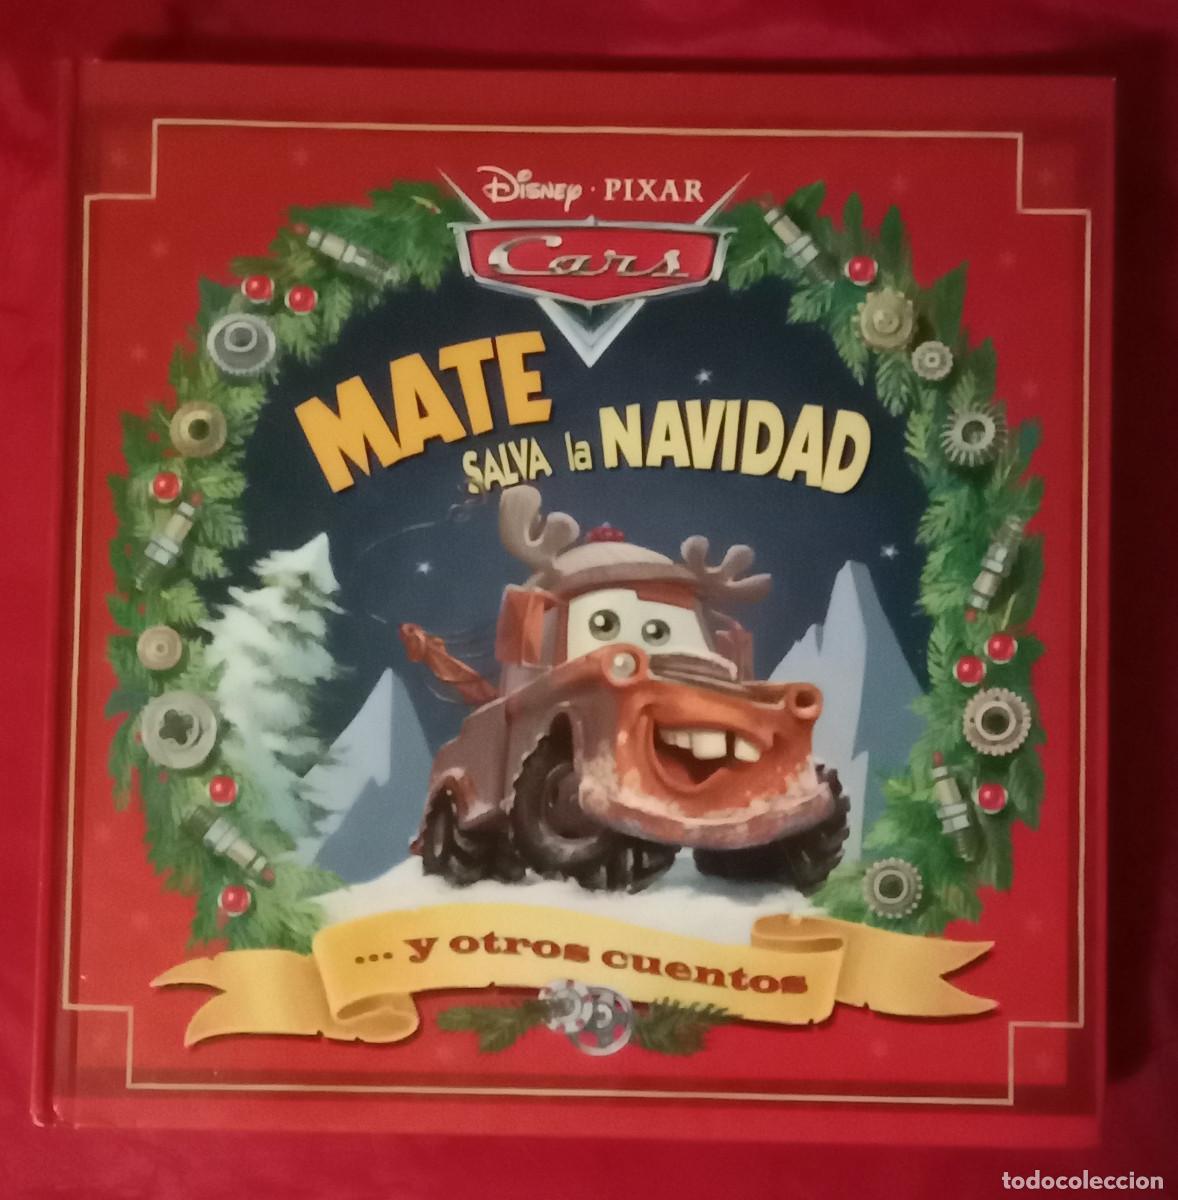 Disney · PIXAR
Cars
MATE
SALVA la NAVIDAD
... y otros cuentos
todocoleccion